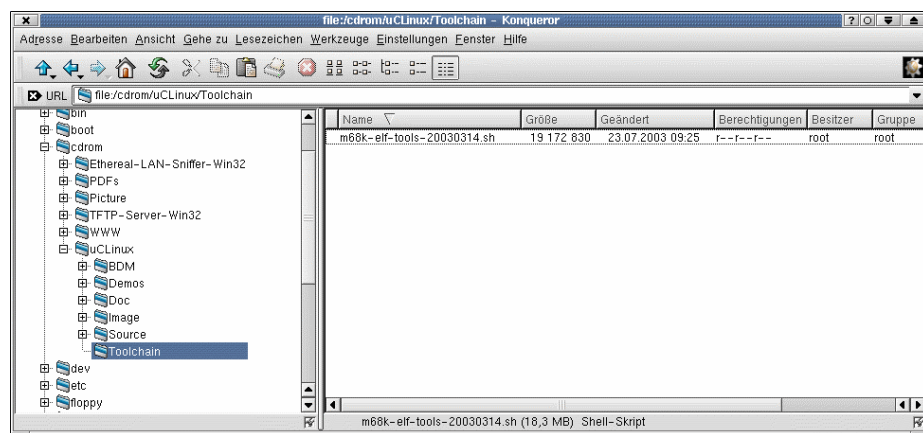 file:/cdrom/uCLinux/Toolchain - Konqueror
Adresse Bearbeiten Ansicht Gehe zu Lesezeichen Werkzeuge Einstellungen Fenster Hilfe
URL file:/cdrom/uCLinux/Toolchain
bin
boot
cdrom
Ethereal-LAN-Sniffer-Win32
PDFs
Picture
TFTP-Server-Win32
WWW
uCLinux
BDM
Demos
Doc
Image
Source
Toolchain
dev
etc
floppy
Name Größe Geändert Berechtigungen Besitzer Gruppe
m68k-elf-tools-20030314.sh 19 172 830 23.07.2003 09:25 r--r--r-- root root
m68k-elf-tools-20030314.sh (18,3 MB) Shell-Skript